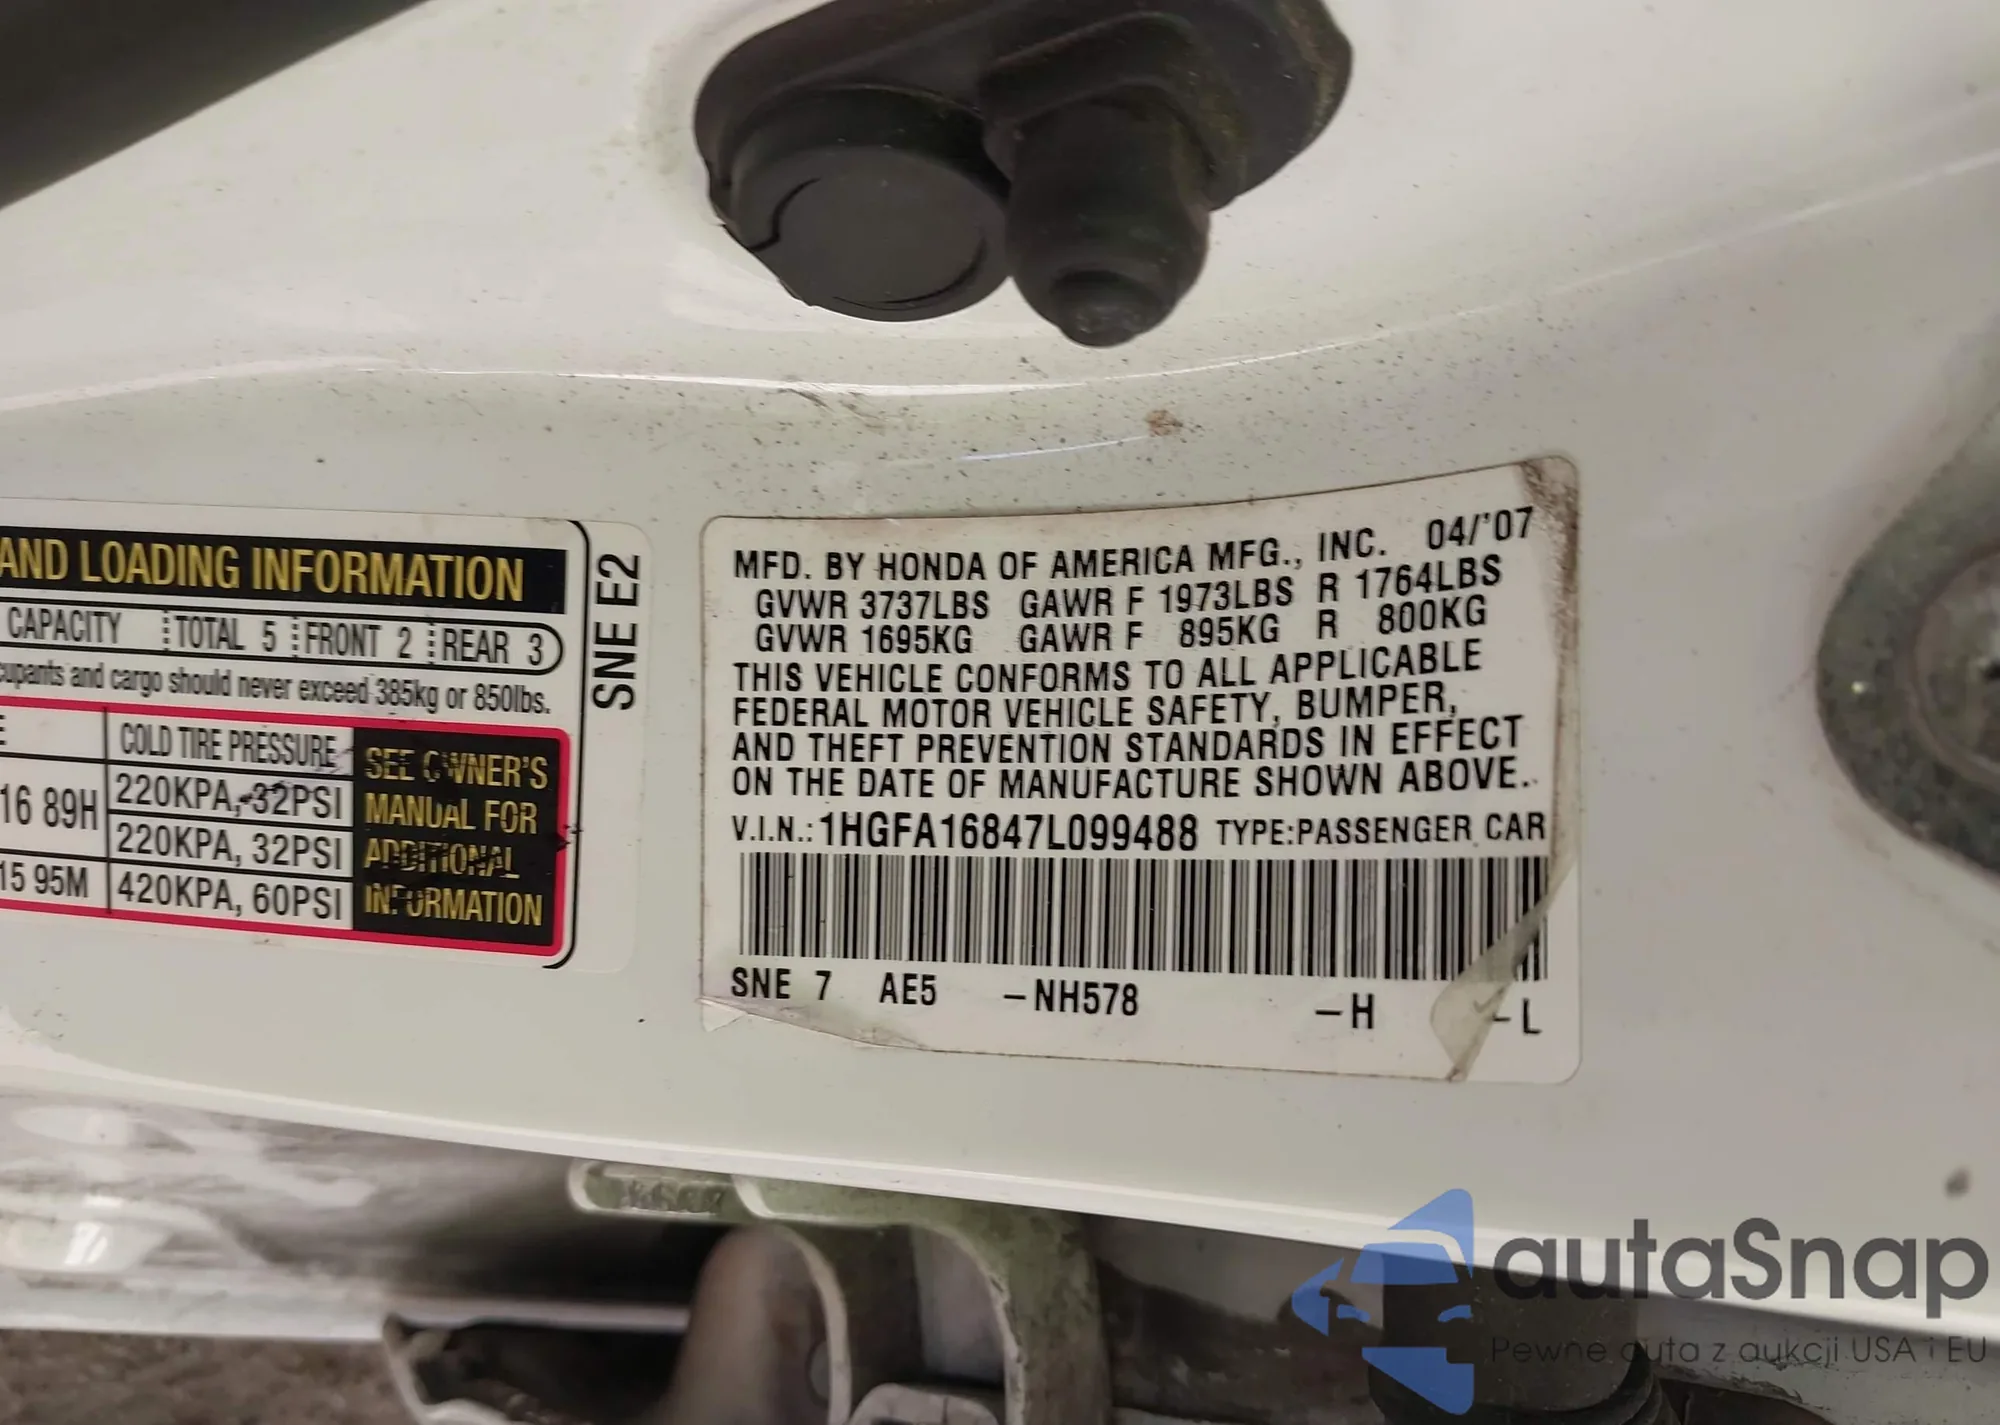 AND LOADING INFORMATION
CAPACITY TOTAL 5 FRONT 2 REAR 3
cupants and cargo should never exceed 385kg or 850lbs.
E COLD TIRE PRESSURE
16 89H 220KPA, 32PSI
220KPA, 32PSI
15 95M 420KPA, 60PSI
SEE OWNER'S
MANUAL FOR
ADDITIONAL
INFORMATION
SNE E2
MFD. BY HONDA OF AMERICA MFG., INC. 04/'07
GVWR 3737LBS GAWR F 1973LBS R 1764LBS
GVWR 1695KG GAWR F 895KG R 800KG
THIS VEHICLE CONFORMS TO ALL APPLICABLE
FEDERAL MOTOR VEHICLE SAFETY, BUMPER,
AND THEFT PREVENTION STANDARDS IN EFFECT
ON THE DATE OF MANUFACTURE SHOWN ABOVE.
V.I.N.: 1HGFA16847L099488 TYPE:PASSENGER CAR
SNE 7 AE5 -NH578 -H -L
autaSnap
Pewne auta z aukcji USA i EU